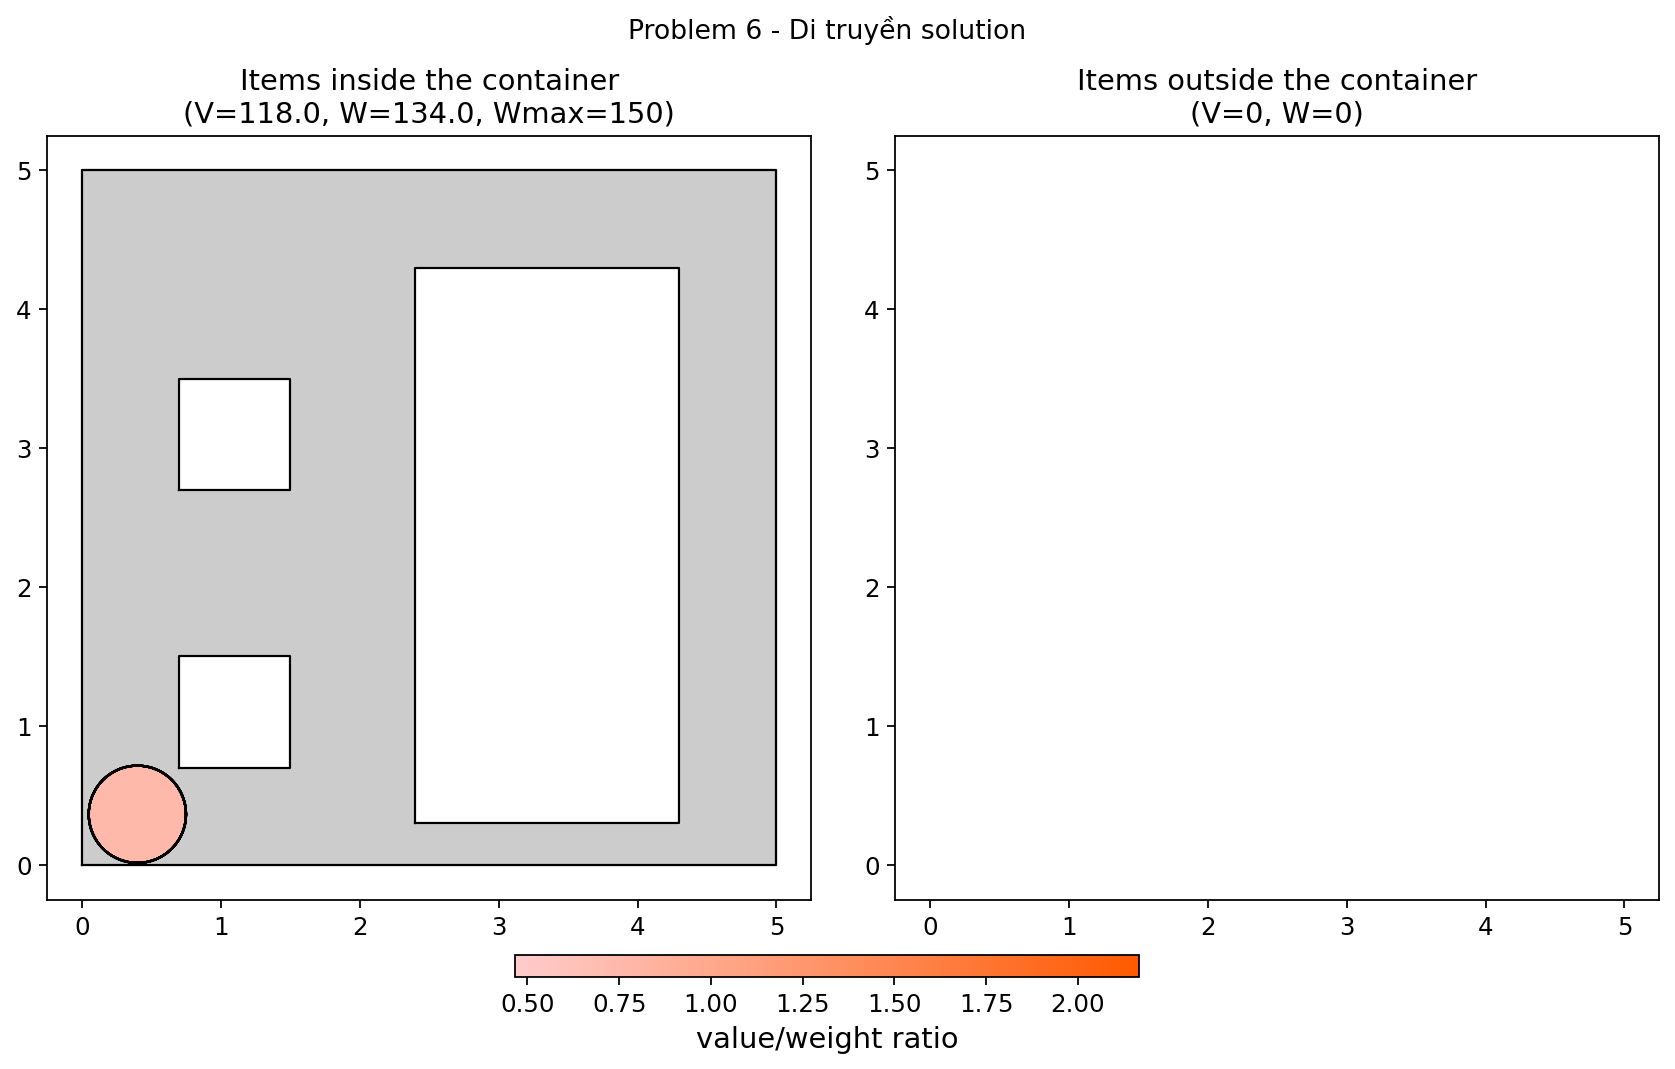 Problem 6 - Di truyền solution
Items inside the container
(V=118.0, W=134.0, Wmax=150)
5
4
3
2
1
0
0 1 2 3 4 5
Items outside the container
(V=0, W=0)
5
4
3
2
1
0
0 1 2 3 4 5
0.50 0.75 1.00 1.25 1.50 1.75 2.00
value/weight ratio